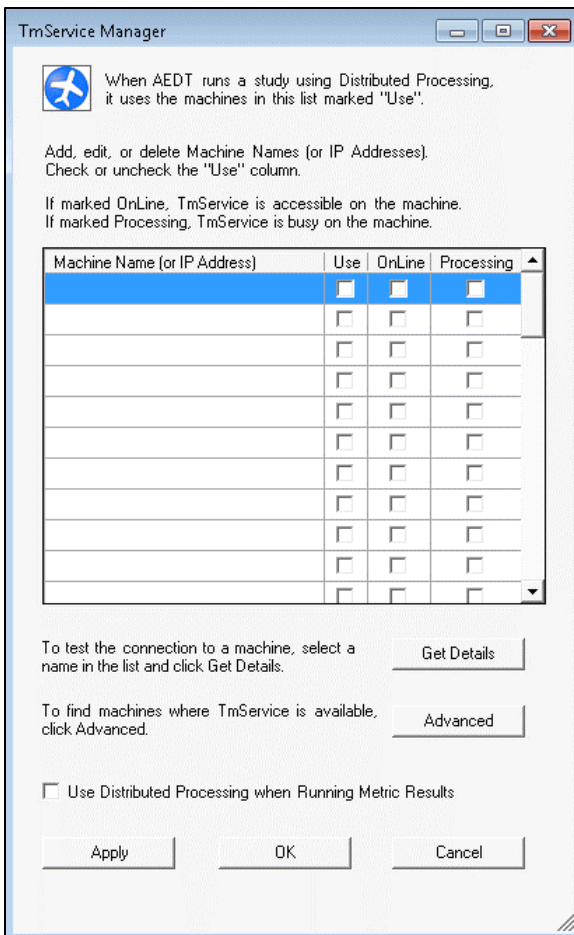 TmService Manager
When AEDT runs a study using Distributed Processing,
it uses the machines in this list marked "Use".
Add, edit, or delete Machine Names (or IP Addresses).
Check or uncheck the "Use" column.
If marked OnLine, TmService is accessible on the machine.
If marked Processing, TmService is busy on the machine.
Machine Name (or IP Address) Use OnLine Processing
To test the connection to a machine, select a
name in the list and click Get Details.
Get Details
To find machines where TmService is available,
click Advanced.
Advanced
Use Distributed Processing when Running Metric Results
Apply OK Cancel